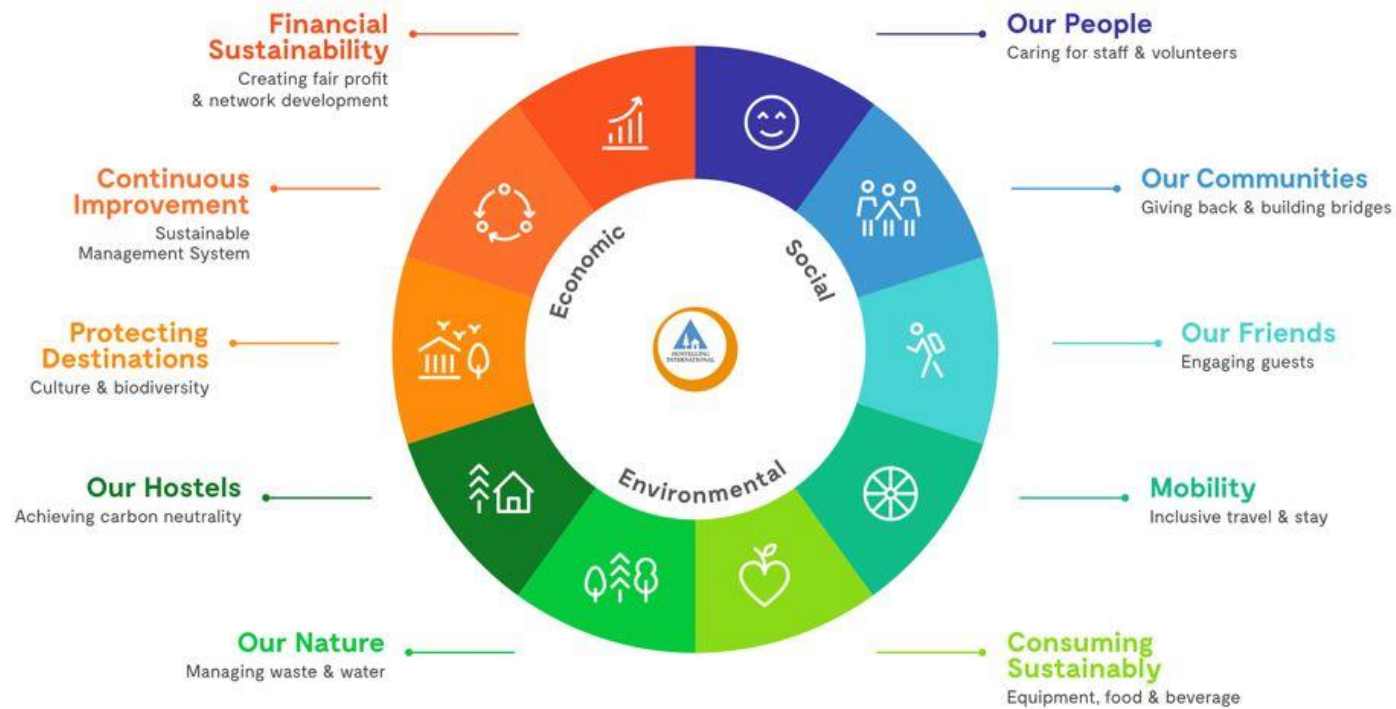 Financial
Sustainability
Creating fair profit
& network development
Our People
Caring for staff & volunteers
Continuous
Improvement
Sustainable
Management System
Our Communities
Giving back & building bridges
Economic
Social
Protecting
Destinations
Culture & biodiversity
HOSTELLING
INTERNATIONAL
Our Friends
Engaging guests
Environmental
Our Hostels
Achieving carbon neutrality
Mobility
Inclusive travel & stay
Our Nature
Managing waste & water
Consuming
Sustainably
Equipment, food & beverage